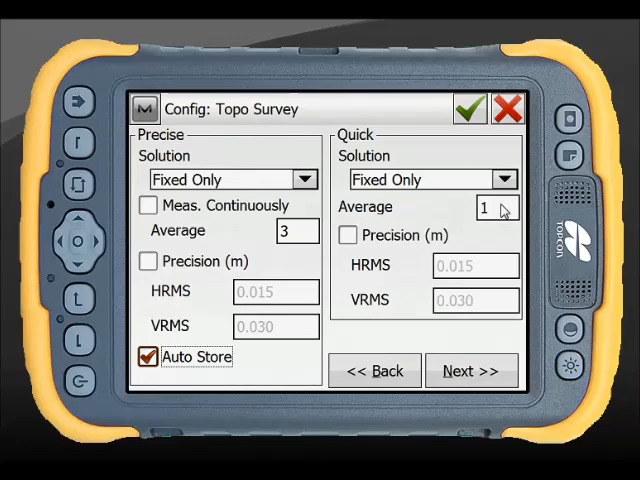 Config: Topo Survey
Precise
Solution
Fixed Only
Meas. Continuously
Average 3
Precision (m)
HRMS 0.015
VRMS 0.030
Auto Store
Quick
Solution
Fixed Only
Average 1
Precision (m)
HRMS 0.015
VRMS 0.030
<< Back
Next >>
TOPCON